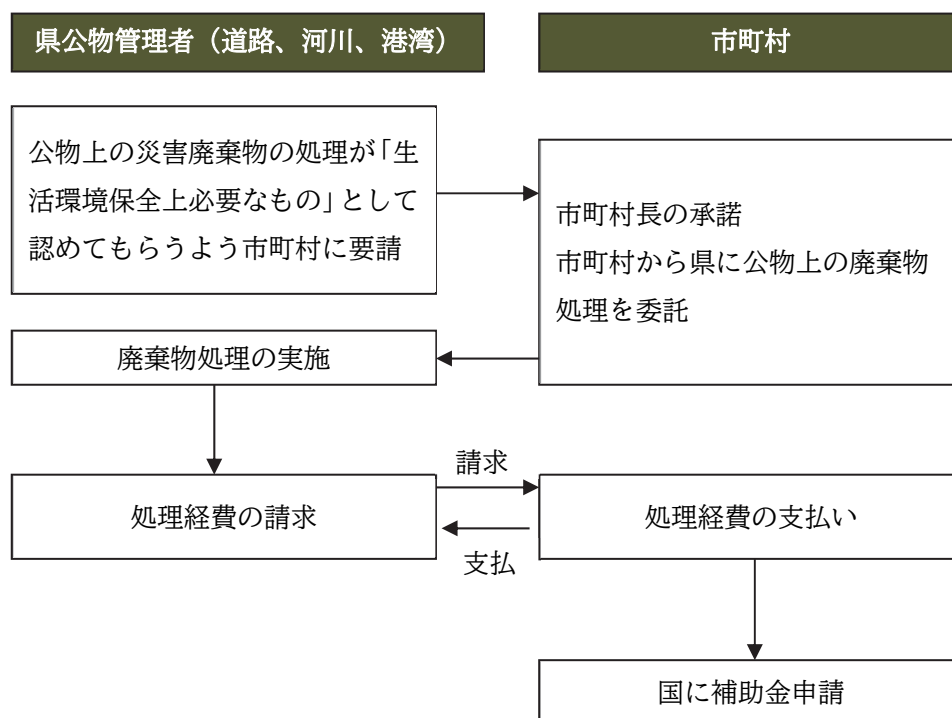 県公物管理者（道路、河川、港湾）
市町村
公物上の災害廃棄物の処理が「生
活環境保全上必要なもの」として
認めてもらうよう市町村に要請
市町村長の承諾
市町村から県に公物上の廃棄物
処理を委託
廃棄物処理の実施
請求
処理経費の請求
処理経費の支払い
支払
国に補助金申請